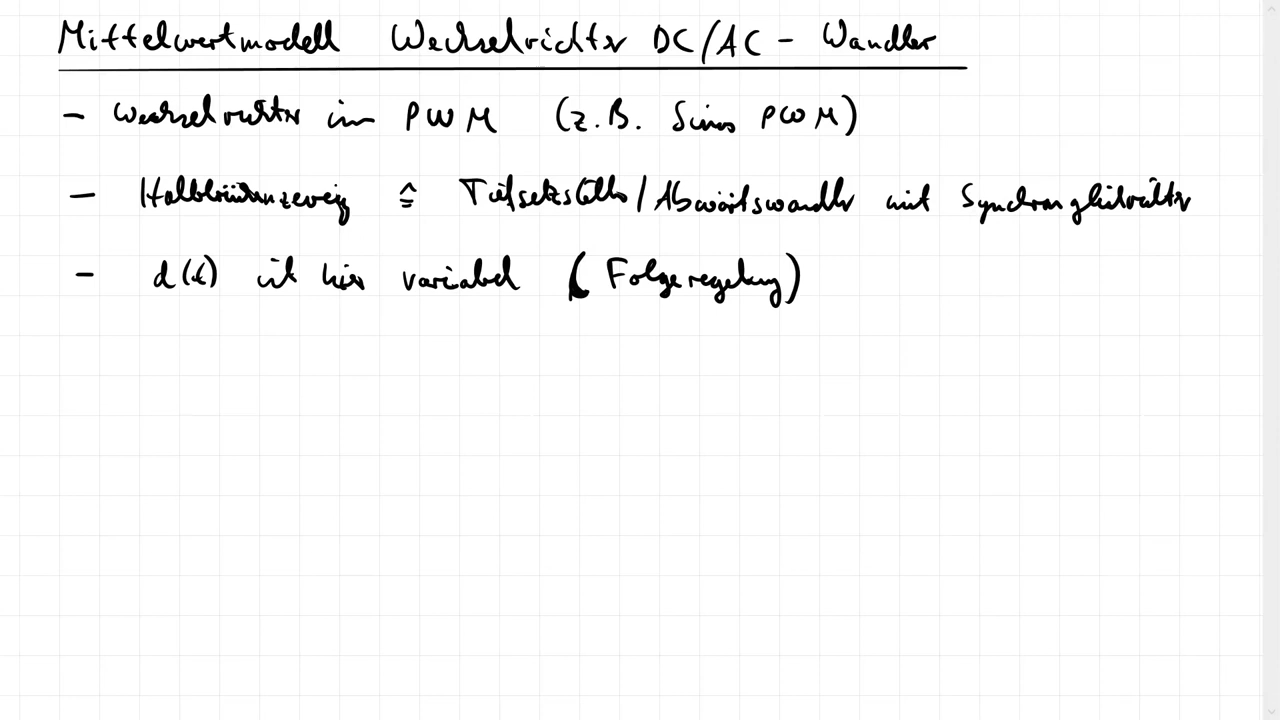 Mittelwertmodell Wechselrichter DC/AC - Wandler
- Wechselrichter im PWM (z.B. Sinus PWM)
- Halbbrückenzweig ≙ Tiefsetzsteller/Abwärtswandler mit Synchrongleichrichter
- d(t) ist hier variabel (Folgeregelung)